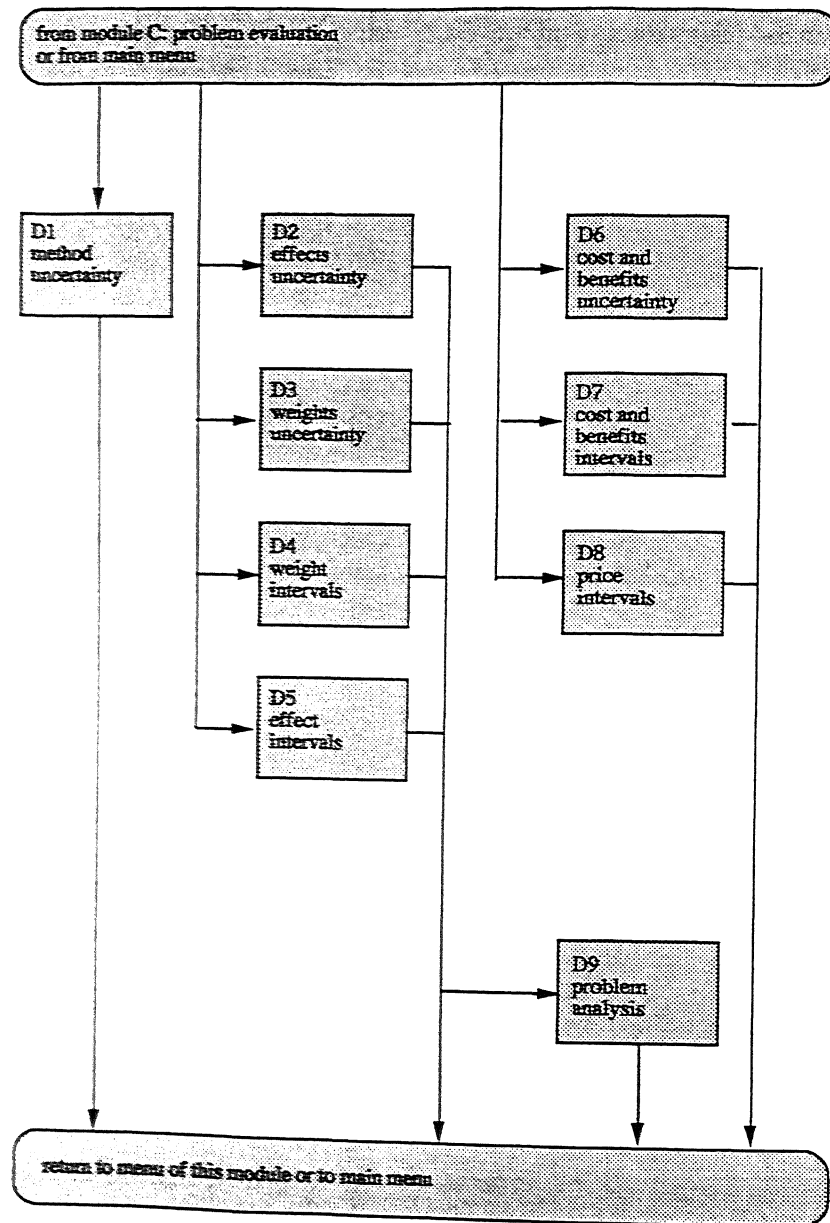 from module C: problem evaluation
or from main menu
D1
method
uncertainty
D2
effects
uncertainty
D3
weights
uncertainty
D4
weight
intervals
D5
effect
intervals
D6
cost and
benefits
uncertainty
D7
cost and
benefits
intervals
D8
price
intervals
D9
problem
analysis
return to menu of this module or to main menu